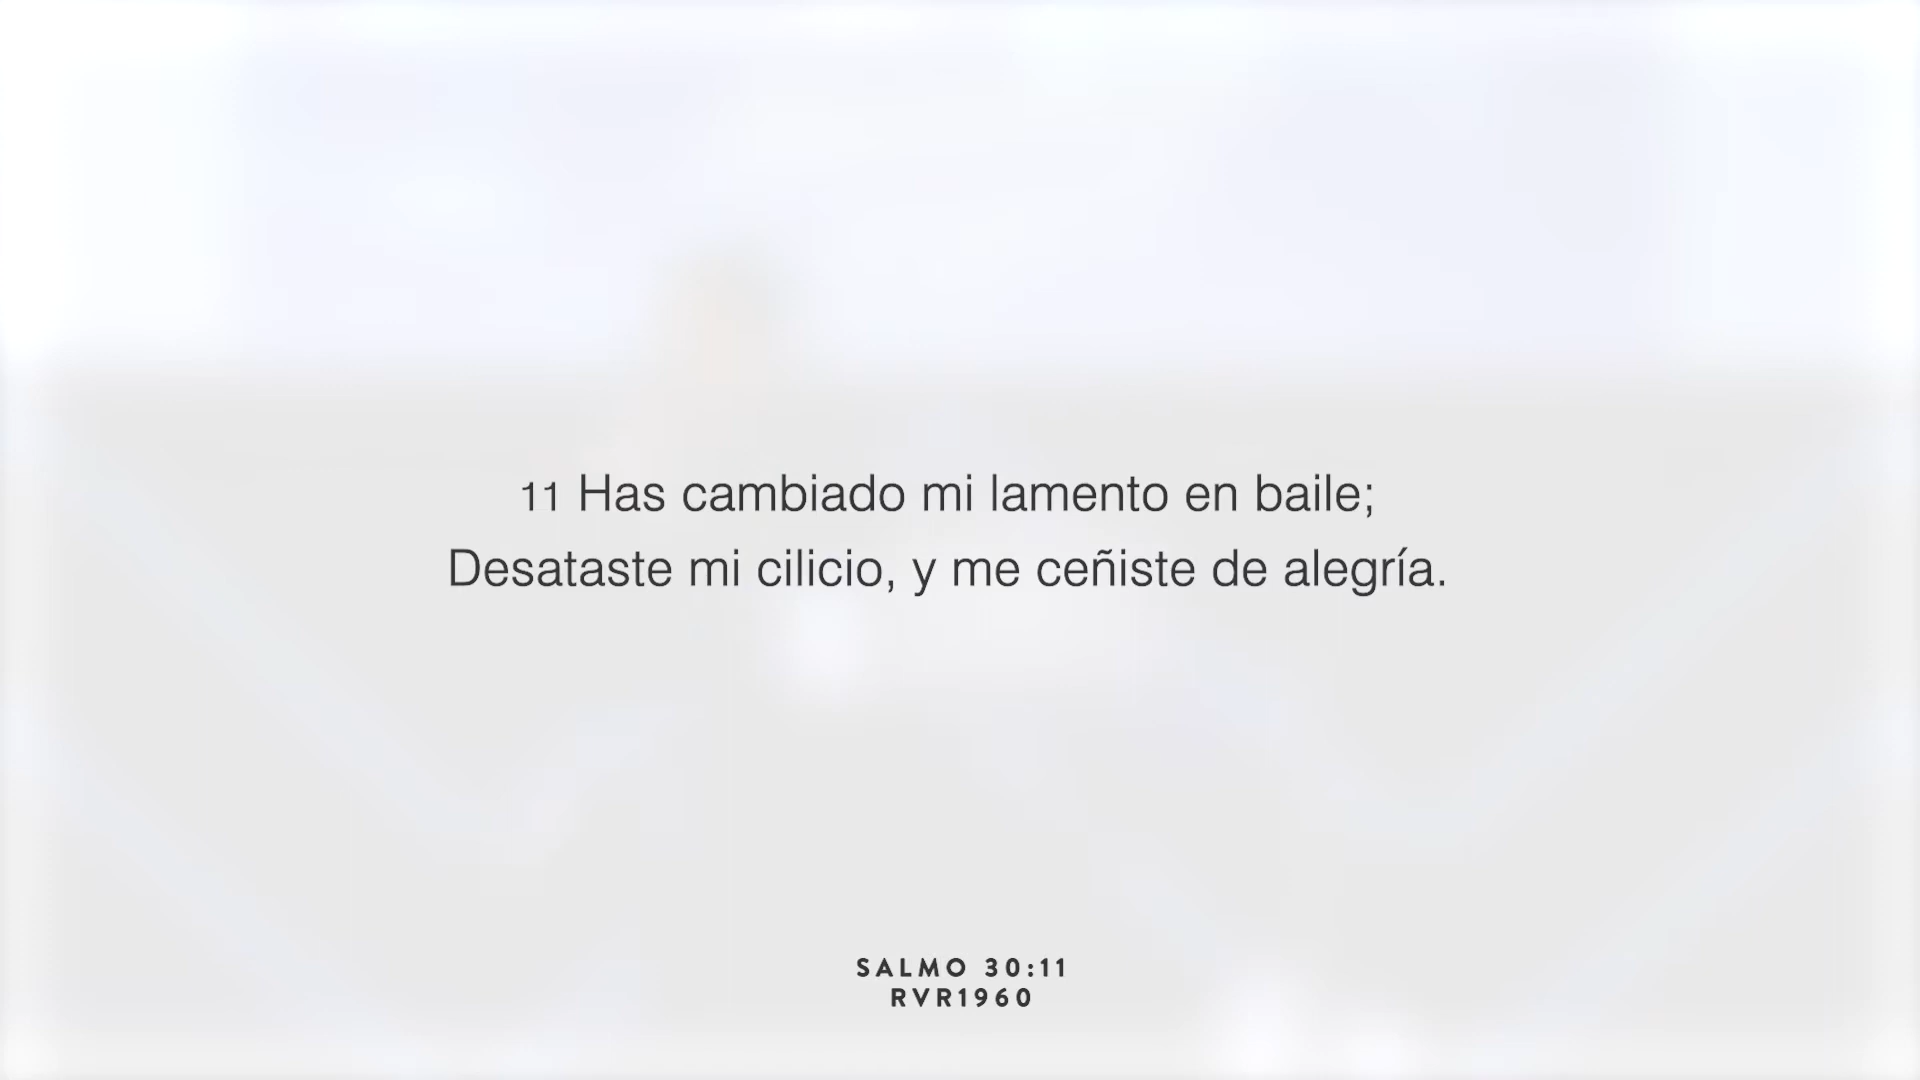 11 Has cambiado mi lamento en baile;
Desataste mi cilicio, y me ceñiste de alegría.
SALMO 30:11
RVR1960